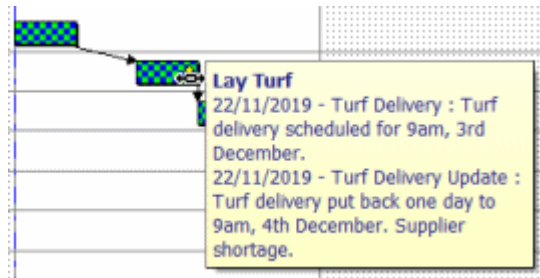 Lay Turf
22/11/2019 - Turf Delivery : Turf
delivery scheduled for 9am, 3rd
December.
22/11/2019 - Turf Delivery Update :
Turf delivery put back one day to
9am, 4th December. Supplier
shortage.